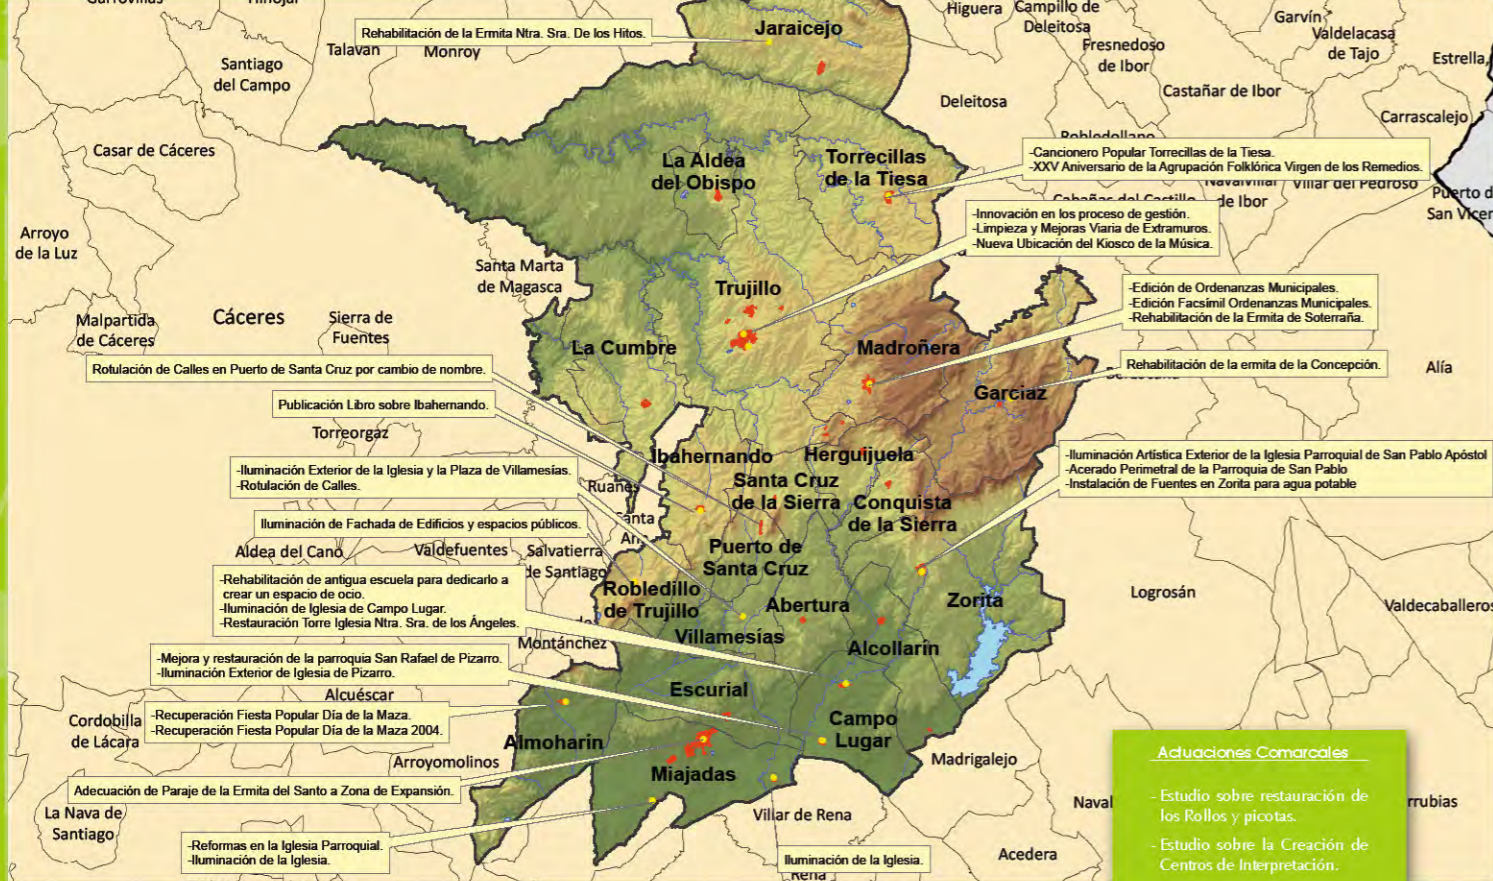 Hinojal
Higuera
Campillo de
Deleitosa
Garvín
Valdelacasa
de Tajo
Jaraicejo
Rehabilitación de la Ermita Ntra. Sra. De los Hitos.
Talaván
Monroy
Fresnedoso
de Ibor
Estrella,
Santiago
del Campo
Castañar de Ibor
Deleitosa
Carrascalejo
Robledollano
Casar de Cáceres
La Aldea
del Obispo
Torrecillas
de la Tiesa
-Cancionero Popular Torrecillas de la Tiesa.
-XXV Aniversario de la Agrupación Folklórica Virgen de los Remedios.
Cabañas del Castillo
Navalvillar
de Ibor
Villar del Pedroso
Puerto d
San Vicen
-Innovación en los proceso de gestión.
-Limpieza y Mejoras Viaria de Extramuros.
-Nueva Ubicación del Kiosco de la Música.
Arroyo
de la Luz
Santa Marta
de Magasca
Trujillo
-Edición de Ordenanzas Municipales.
-Edición Facsímil Ordenanzas Municipales.
-Rehabilitación de la Ermita de Soterraña.
Malpartida
de Cáceres
Cáceres
Sierra de
Fuentes
La Cumbre
Madroñera
Rotulación de Calles en Puerto de Santa Cruz por cambio de nombre.
Rehabilitación de la ermita de la Concepción.
Alía
Garciaz
Publicación Libro sobre Ibahernando.
Torreorgaz
Ibahernando
Herguijuela
-Iluminación Exterior de la Iglesia y la Plaza de Villamesías.
-Rotulación de Calles.
-Iluminación Artística Exterior de la Iglesia Parroquial de San Pablo Apóstol
-Acerado Perimetral de la Parroquia de San Pablo
-Instalación de Fuentes en Zorita para agua potable
Ruanes
Santa Cruz
de la Sierra
Conquista
de la Sierra
Santa
Ana
Iluminación de Fachada de Edificios y espacios públicos.
Aldea del Cano
Valdefuentes
Salvatierra
de Santiago
Puerto de
Santa Cruz
-Rehabilitación de antigua escuela para dedicarlo a
crear un espacio de ocio.
-Iluminación de Iglesia de Campo Lugar.
-Restauración Torre Iglesia Ntra. Sra. de los Ángeles.
Robledillo
de Trujillo
Abertura
Zorita
Logrosán
Valdecaballeros
de
Montánchez
Villamesías
Alcollarín
-Mejora y restauración de la parroquia San Rafael de Pizarro.
-Iluminación Exterior de Iglesia de Pizarro.
Alcuéscar
Escurial
-Recuperación Fiesta Popular Día de la Maza.
-Recuperación Fiesta Popular Día de la Maza 2004.
Cordobilla
de Lácara
Campo
Lugar
Almoharín
Arroyomolinos
Miajadas
Madrigalejo
Adecuación de Paraje de la Ermita del Santo a Zona de Expansión.
La Nava de
Santiago
Villar de Rena
Naval
rrubias
-Reformas en la Iglesia Parroquial.
-Iluminación de la Iglesia.
Iluminación de la Iglesia.
Rena
Acedera
Actuaciones Comarcales
- Estudio sobre restauración de
los Rollos y picotas.
- Estudio sobre la Creación de
Centros de Interpretación.